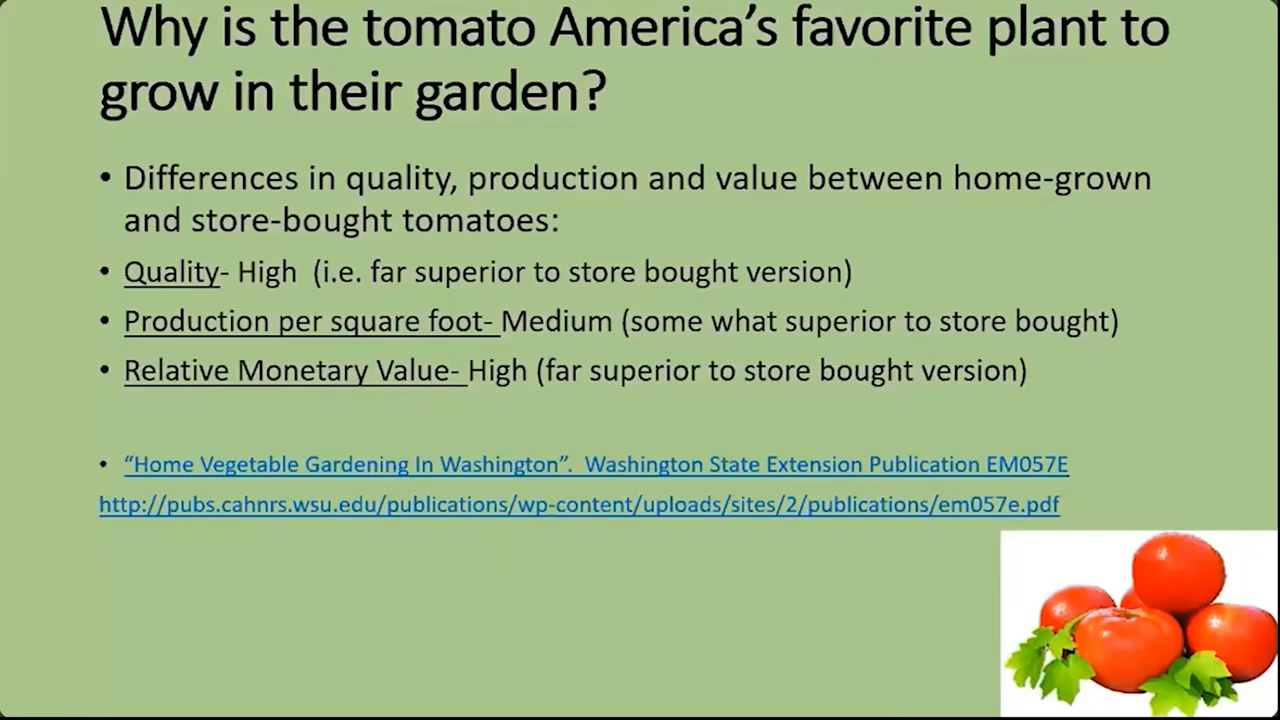 Why is the tomato America's favorite plant to
grow in their garden?
• Differences in quality, production and value between home-grown
and store-bought tomatoes:
• Quality- High  (i.e. far superior to store bought version)
• Production per square foot- Medium (some what superior to store bought)
• Relative Monetary Value- High (far superior to store bought version)
• “Home Vegetable Gardening In Washington”.  Washington State Extension Publication EM057E
http://pubs.cahnrs.wsu.edu/publications/wp-content/uploads/sites/2/publications/em057e.pdf